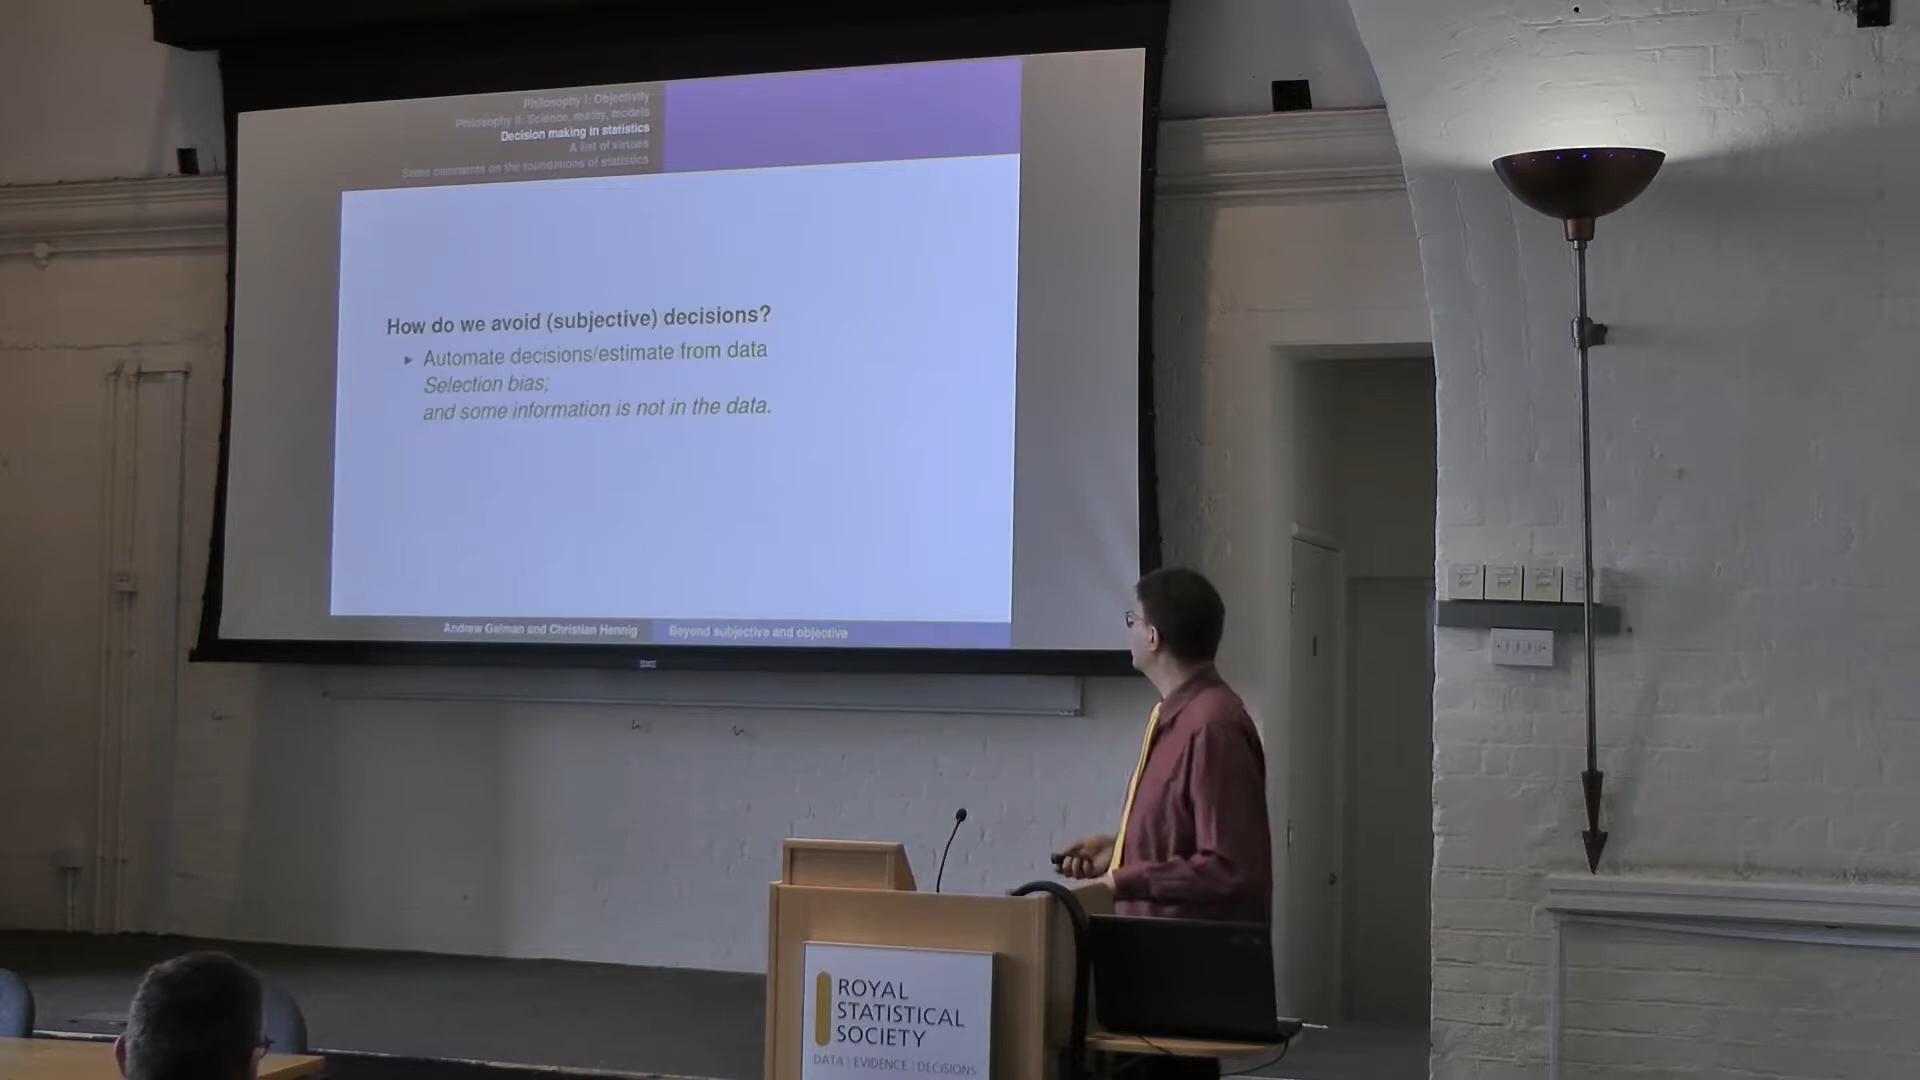 Philosophy I: Objectivity
Philosophy II: Science, reality, models
Decision making in statistics
A list of virtues
Some comments on the foundations of statistics
How do we avoid (subjective) decisions?
Automate decisions/estimate from data
Selection bias;
and some information is not in the data.
Andrew Gelman and Christian Hennig
Beyond subjective and objective
ROYAL
STATISTICAL
SOCIETY
DATA | EVIDENCE | DECISIONS